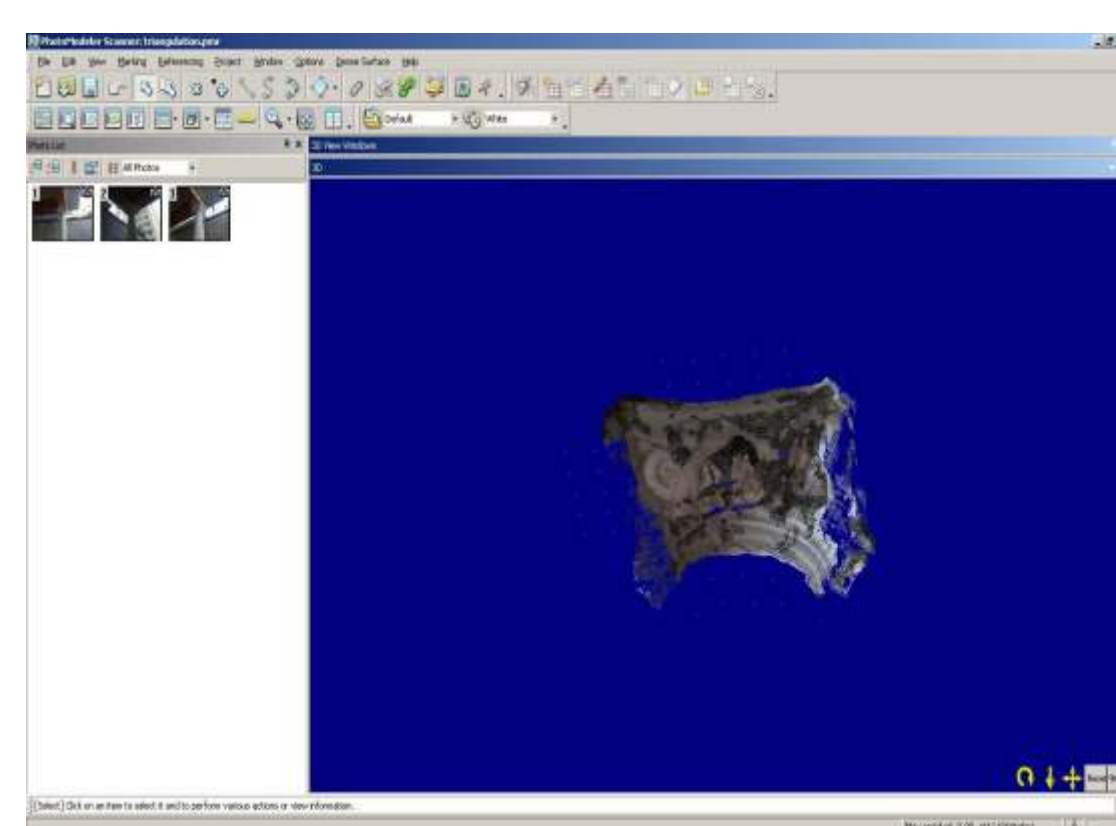 PhotoModeler Scanner: triangulation.pmr
File Edit View Marking Referencing Project Window Options Dense Surface Help
Default White
Photo List
3D View Windows
All Photos
3D
1 2 3
[Select] Click on an item to select it and to perform various actions or view information.